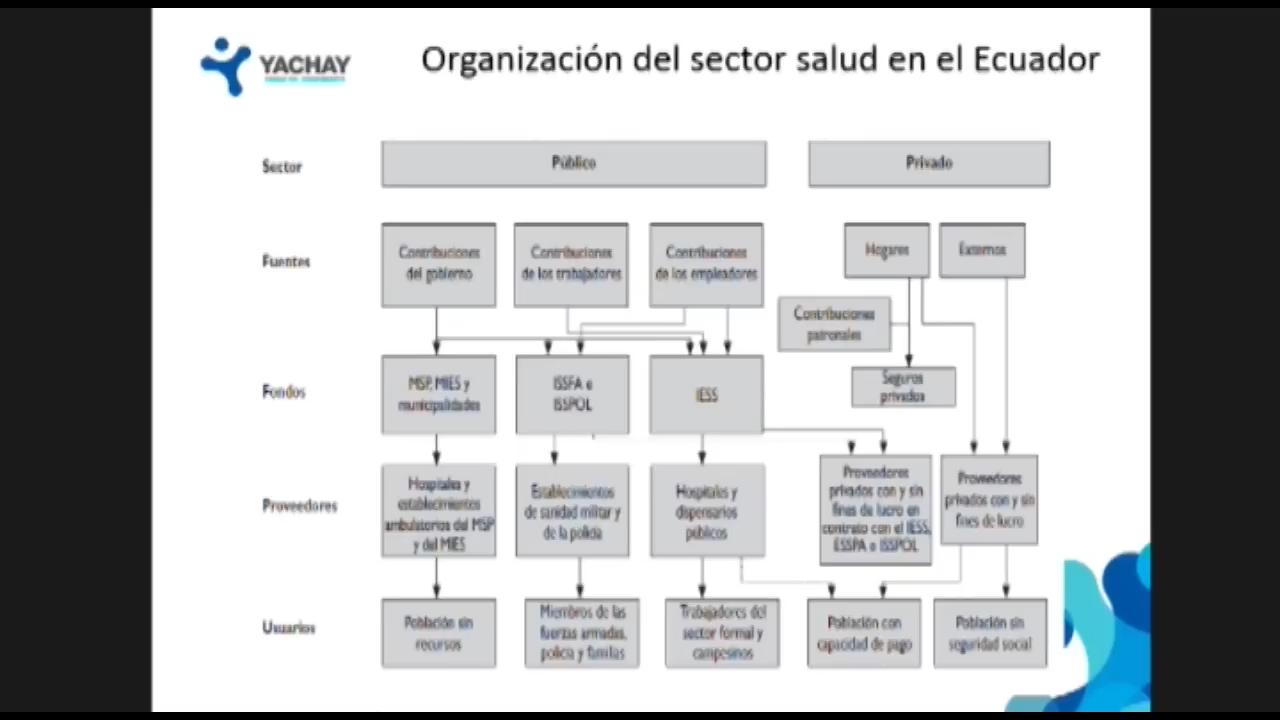 YACHAY
Organización del sector salud en el Ecuador
Sector
Público
Privado
Fuentes
Contribuciones
del gobierno
Contribuciones
de los trabajadores
Contribuciones
de los empleadores
Hogares
Externos
Contribuciones
patronales
Fondos
MSP, MIES y
municipalidades
ISSFA e
ISSPOL
IESS
Seguros
privados
Proveedores
Hospitales y
establecimientos
ambulatorios del MSP
y del MIES
Establecimientos
de sanidad militar y
de la policía
Hospitales y
dispensarios
públicos
Proveedores
privados con y sin
fines de lucro en
contrato con el IESS,
ESSPA o ISSPOL
Proveedores
privados con y sin
fines de lucro
Usuarios
Población sin
recursos
Miembros de las
fuerzas armadas,
policía y familias
Trabajadores del
sector formal y
campesinos
Población con
capacidad de pago
Población sin
seguridad social